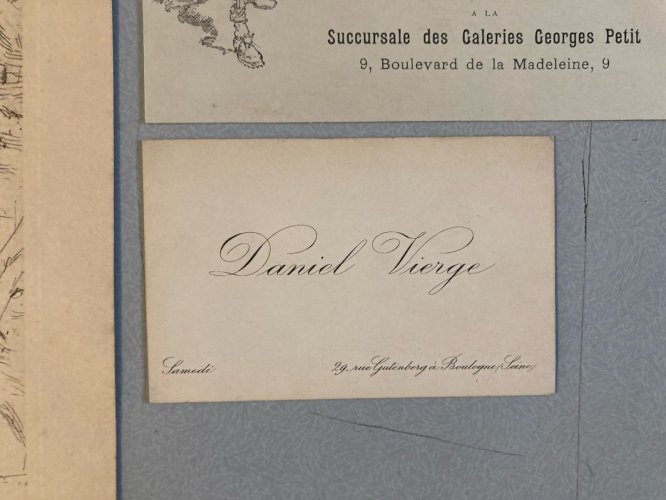 A LA
Succursale des Galeries Georges Petit
9, Boulevard de la Madeleine, 9
Daniel Vierge
Samedi
29, rue Gutenberg à Boulogne (Seine)